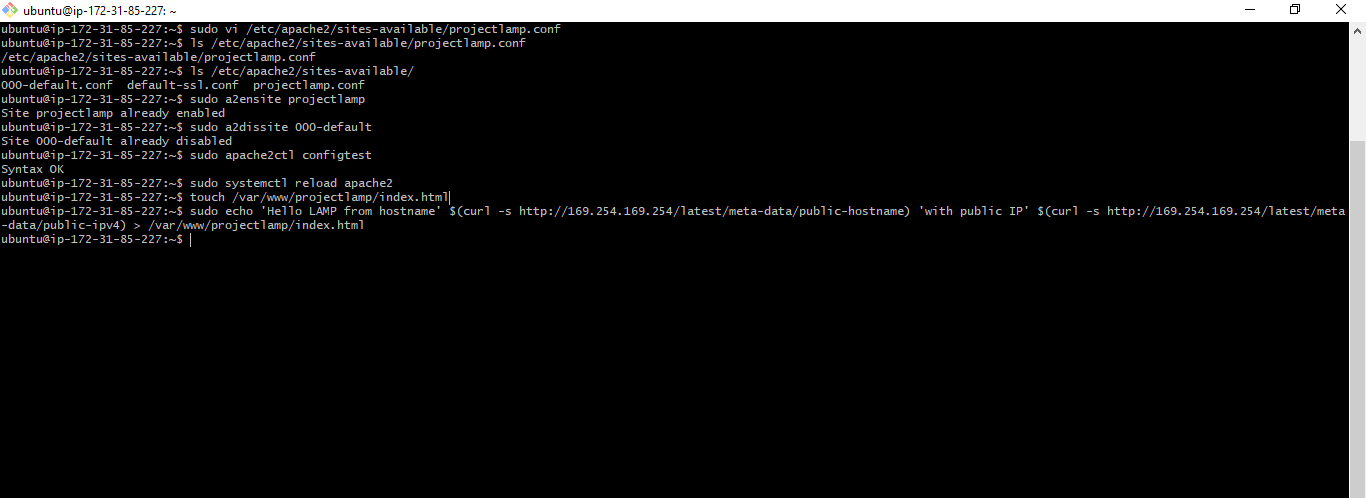 ubuntu@ip-172-31-85-227: ~
ubuntu@ip-172-31-85-227:~$ sudo vi /etc/apache2/sites-available/projectlamp.conf
ubuntu@ip-172-31-85-227:~$ ls /etc/apache2/sites-available/projectlamp.conf
/etc/apache2/sites-available/projectlamp.conf
ubuntu@ip-172-31-85-227:~$ ls /etc/apache2/sites-available/
000-default.conf  default-ssl.conf  projectlamp.conf
ubuntu@ip-172-31-85-227:~$ sudo a2ensite projectlamp
Site projectlamp already enabled
ubuntu@ip-172-31-85-227:~$ sudo a2dissite 000-default
Site 000-default already disabled
ubuntu@ip-172-31-85-227:~$ sudo apache2ctl configtest
Syntax OK
ubuntu@ip-172-31-85-227:~$ sudo systemctl reload apache2
ubuntu@ip-172-31-85-227:~$ touch /var/www/projectlamp/index.html
ubuntu@ip-172-31-85-227:~$ sudo echo 'Hello LAMP from hostname' $(curl -s http://169.254.169.254/latest/meta-data/public-hostname) 'with public IP' $(curl -s http://169.254.169.254/latest/meta
-data/public-ipv4) > /var/www/projectlamp/index.html
ubuntu@ip-172-31-85-227:~$